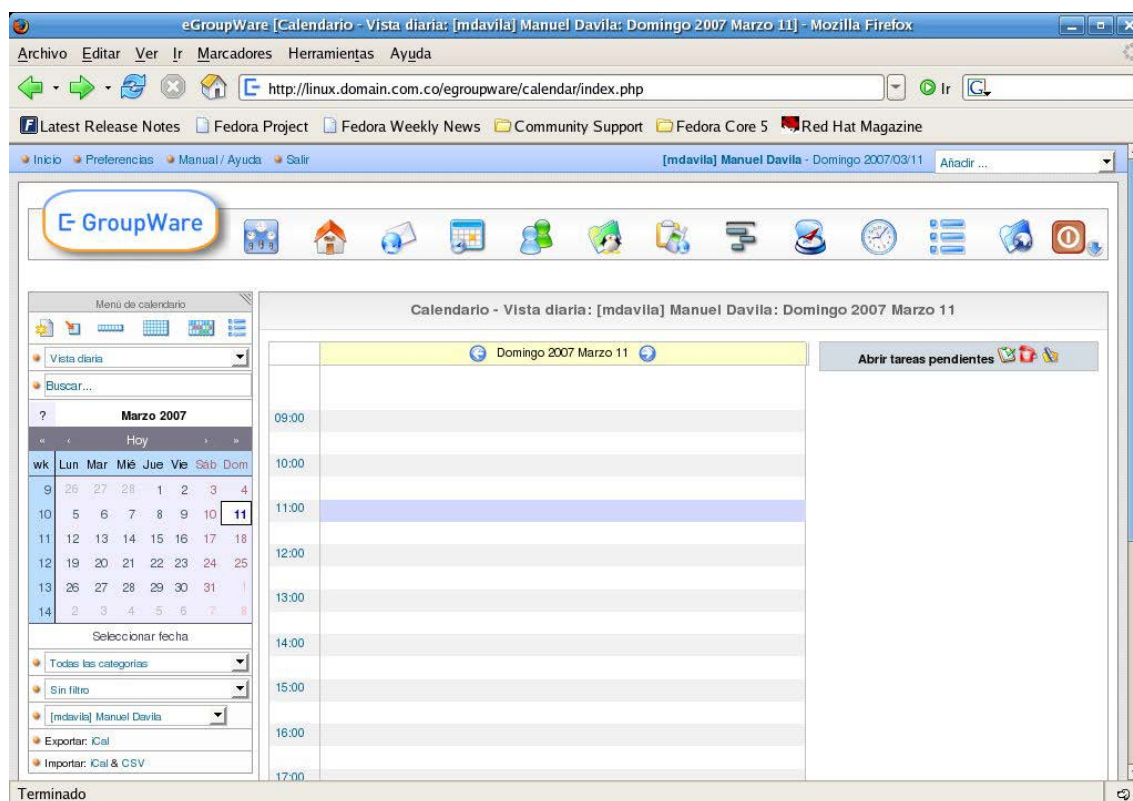 eGroupWare [Calendario - Vista diaria: [mdavila] Manuel Davila: Domingo 2007 Marzo 11] - Mozilla Firefox
Archivo Editar Ver Ir Marcadores Herramientas Ayuda
http://linux.domain.com.co/egroupware/calendar/index.php Ir G
Latest Release Notes Fedora Project Fedora Weekly News Community Support Fedora Core 5 Red Hat Magazine
Inicio Preferencias Manual / Ayuda Salir [mdavila] Manuel Davila - Domingo 2007/03/11 Añadir ...
E- GroupWare
Menú de calendario
Vista diaria
Buscar...
? Marzo 2007
« ‹ Hoy › »
wk Lun Mar Mié Jue Vie Sáb Dom
9 26 27 28 1 2 3 4
10 5 6 7 8 9 10 11
11 12 13 14 15 16 17 18
12 19 20 21 22 23 24 25
13 26 27 28 29 30 31 1
14 2 3 4 5 6 7 8
Seleccionar fecha
Todas las categorías
Sin filtro
[mdavila] Manuel Davila
Exportar: iCal
Importar: iCal & CSV
Calendario - Vista diaria: [mdavila] Manuel Davila: Domingo 2007 Marzo 11
Domingo 2007 Marzo 11
09:00
10:00
11:00
12:00
13:00
14:00
15:00
16:00
17:00
Abrir tareas pendientes
Terminado